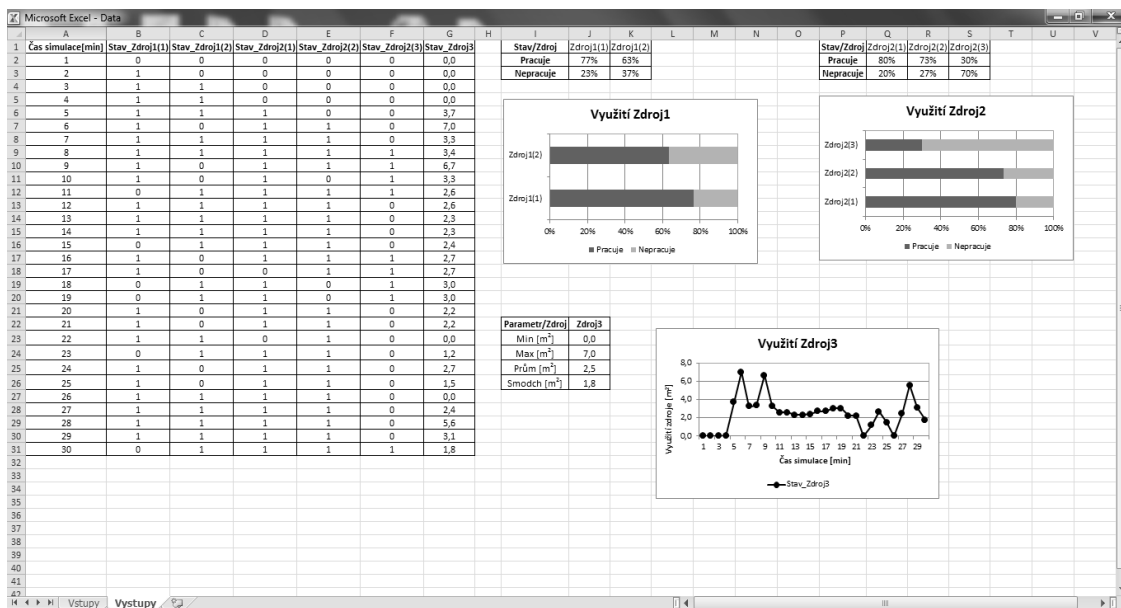 Microsoft Excel - Data
A B C D E F G H I J K L M N O P Q R S T U V
1 Čas simulace[min] Stav_Zdroj1(1) Stav_Zdroj1(2) Stav_Zdroj2(1) Stav_Zdroj2(2) Stav_Zdroj2(3) Stav_Zdroj3 Stav/Zdroj Zdroj1(1) Zdroj1(2) Stav/Zdroj Zdroj2(1) Zdroj2(2) Zdroj2(3)
2 1 0 0 0 0 0 0,0 Pracuje 77% 63% Pracuje 80% 73% 30%
3 2 1 0 0 0 0 0,0 Nepracuje 23% 37% Nepracuje 20% 27% 70%
4 3 1 1 0 0 0 0,0
5 4 1 1 0 0 0 0,0
6 5 1 1 1 0 0 3,7
7 6 1 0 1 1 0 7,0
8 7 1 1 1 1 0 3,3
9 8 1 1 1 1 1 3,4
10 9 1 0 1 1 1 6,7
11 10 1 0 1 0 1 3,3
12 11 0 1 1 1 1 2,6
13 12 1 1 1 1 0 2,6
14 13 1 1 1 1 0 2,3
15 14 1 1 1 1 0 2,3
16 15 0 1 1 1 0 2,4
17 16 1 0 1 1 1 2,7
18 17 1 0 0 1 1 2,7
19 18 0 1 1 0 1 3,0
20 19 0 1 1 0 1 3,0
21 20 1 0 1 1 0 2,2
22 21 1 0 1 1 0 2,2
23 22 1 1 0 1 0 0,0
24 23 0 1 1 1 0 1,2
25 24 1 0 1 1 0 2,7
26 25 1 0 1 1 0 1,5
27 26 1 1 1 1 0 0,0
28 27 1 1 1 1 0 2,4
29 28 1 1 1 1 0 5,6
30 29 1 1 1 1 0 3,1
31 30 0 1 1 1 1 1,8
32
33
34
35
36
37
38
39
40
41
42
Využití Zdroj1
Zdroj1(2)
Zdroj1(1)
0% 20% 40% 60% 80% 100%
Pracuje Nepracuje
Využití Zdroj2
Zdroj2(3)
Zdroj2(2)
Zdroj2(1)
0% 20% 40% 60% 80% 100%
Pracuje Nepracuje
Parametr/Zdroj Zdroj3
Min [m²] 0,0
Max [m²] 7,0
Prům [m²] 2,5
Smodch [m²] 1,8
Využití Zdroj3
Využití zdroje [m²]
8,0
6,0
4,0
2,0
0,0
1 3 5 7 9 11 13 15 17 19 21 23 25 27 29
Čas simulace [min]
Stav_Zdroj3
Vstupy Vystupy